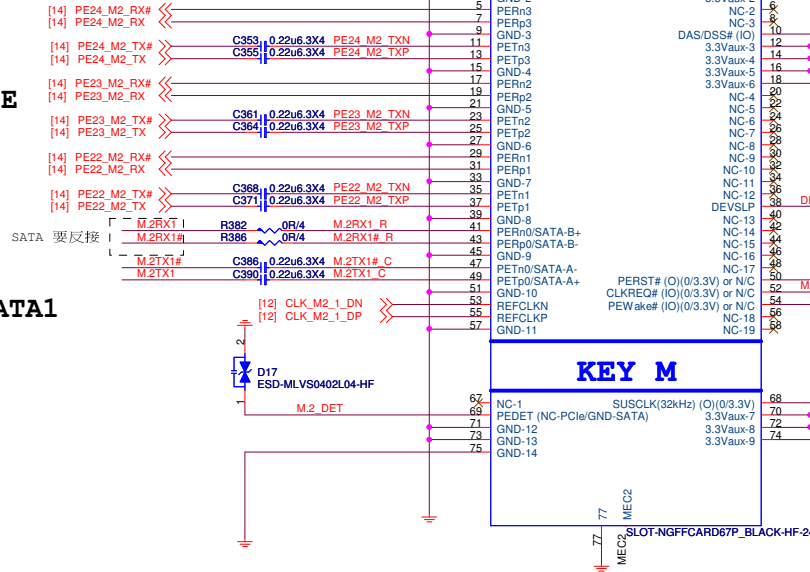 GND-2 3.3Vaux-2
[14] PE24_M2_RX# 5 PERn3 NC-2 6
[14] PE24_M2_RX 7 PERp3 NC-3 8
9 GND-3 DAS/DSS# (IO) 10
[14] PE24_M2_TX# C353 0.22u6.3X4 PE24_M2_TXN 11 PETn3 3.3Vaux-3 12
[14] PE24_M2_TX C355 0.22u6.3X4 PE24_M2_TXP 13 PETp3 3.3Vaux-4 14
15 GND-4 3.3Vaux-5 16
[14] PE23_M2_RX# 17 PERn2 3.3Vaux-6 18
[14] PE23_M2_RX 19 PERp2 NC-4 20
E
21 GND-5 NC-5 22
[14] PE23_M2_TX# C361 0.22u6.3X4 PE23_M2_TXN 23 PETn2 NC-6 24
[14] PE23_M2_TX C364 0.22u6.3X4 PE23_M2_TXP 25 PETp2 NC-7 26
27 GND-6 NC-8 28
[14] PE22_M2_RX# 29 PERn1 NC-9 30
[14] PE22_M2_RX 31 PERp1 NC-10 32
33 GND-7 NC-11 34
[14] PE22_M2_TX# C368 0.22u6.3X4 PE22_M2_TXN 35 PETn1 NC-12 36
[14] PE22_M2_TX C371 0.22u6.3X4 PE22_M2_TXP 37 PETp1 DEVSLP 38
39 GND-8 NC-13 40
M.2RX1 R382 0R/4 M.2RX1_R 41 PERn0/SATA-B+ NC-14 42
SATA 要反接 M.2RX1# R386 0R/4 M.2RX1#_R 43 PERp0/SATA-B- NC-15 44
45 GND-9 NC-16 46
M.2TX1# C386 0.22u6.3X4 M.2TX1#_C 47 PETn0/SATA-A- NC-17 48
M.2TX1 C390 0.22u6.3X4 M.2TX1_C 49 PETp0/SATA-A+ PERST# (O)(0/3.3V) or N/C 50
51 GND-10 CLKREQ# (IO)(0/3.3V) or N/C 52
[12] CLK_M2_1_DN 53 REFCLKN PEWake# (IO)(0/3.3V) or N/C 54
ATA1
[12] CLK_M2_1_DP 55 REFCLKP NC-18 56
57 GND-11 NC-19 58
2
D17
ESD-MLVS0402L04-HF
1
KEY M
67 NC-1 SUSCLK(32kHz) (O)(0/3.3V) 68
M.2_DET 69 PEDET (NC-PCIe/GND-SATA) 3.3Vaux-7 70
71 GND-12 3.3Vaux-8 72
73 GND-13 3.3Vaux-9 74
75 GND-14
77 MEC2
77 MEC2
SLOT-NGFFCARD67P_BLACK-HF-2